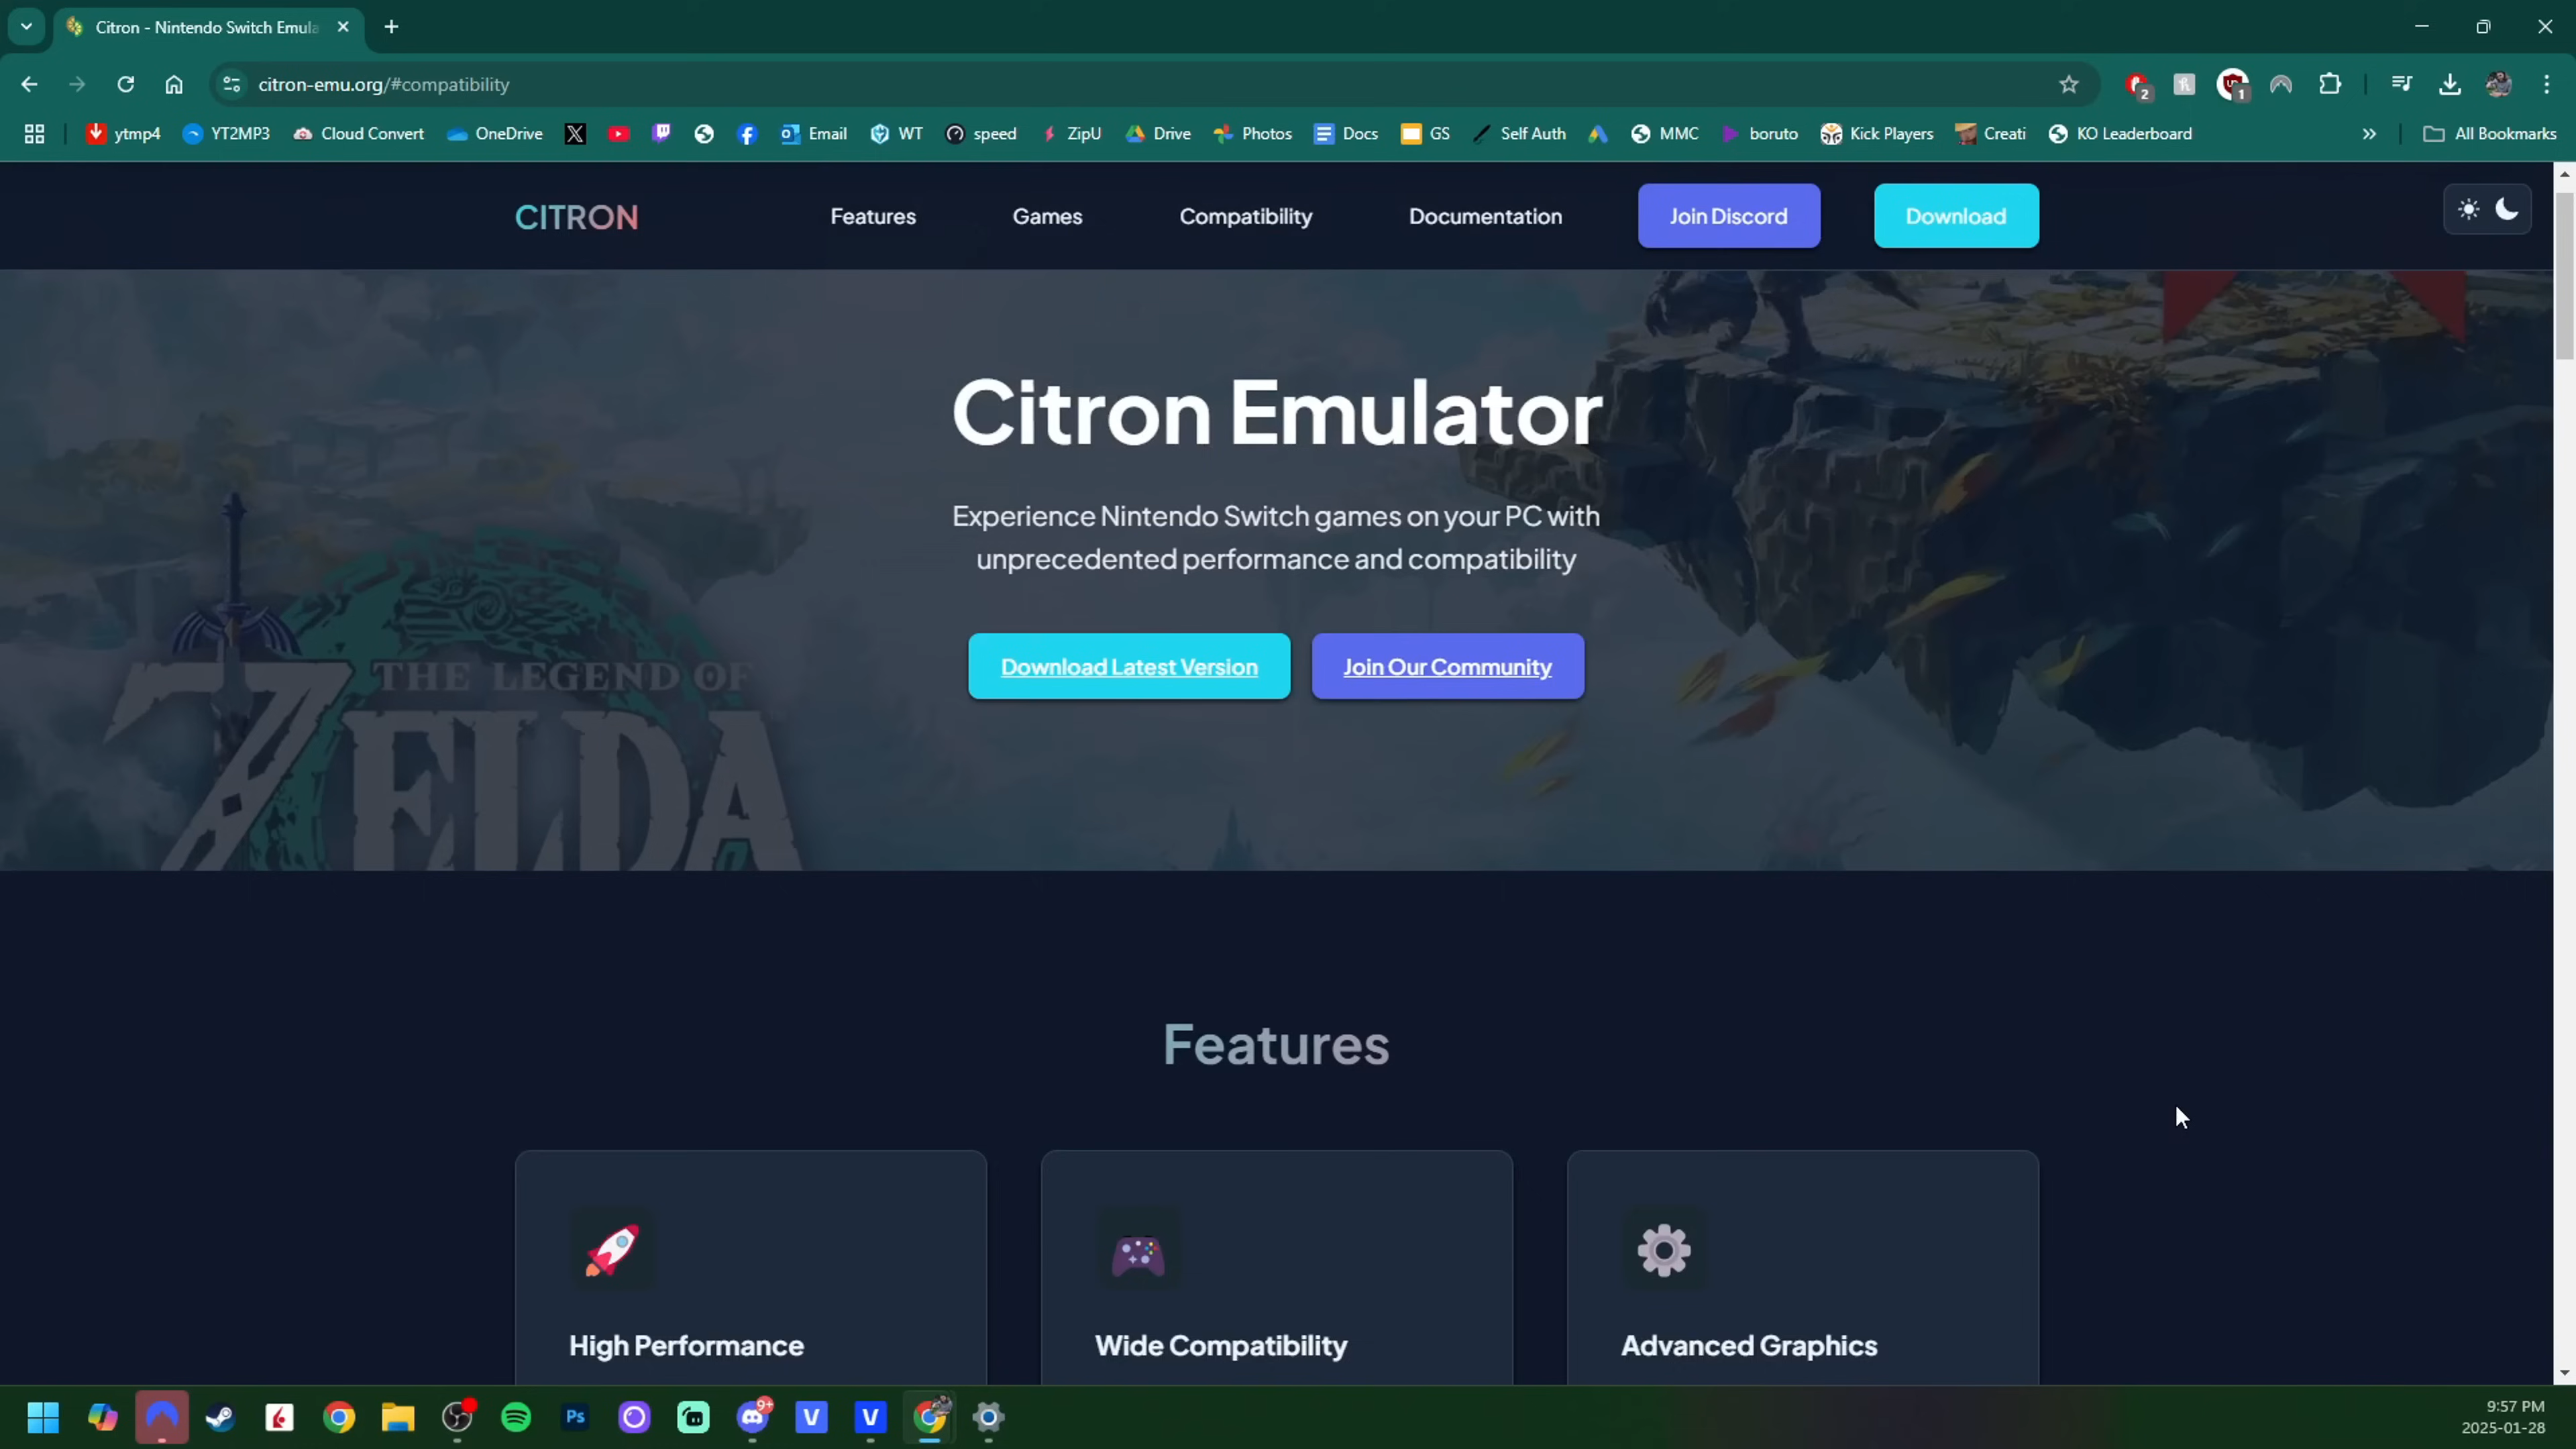 Citron - Nintendo Switch Emula
citron-emu.org/#compatibility
2
1
ytmp4
YT2MP3
Cloud Convert
OneDrive
Email
WT
speed
ZipU
Drive
Photos
Docs
GS
Self Auth
MMC
boruto
Kick Players
Creati
KO Leaderboard
All Bookmarks
CITRON
Features
Games
Compatibility
Documentation
Join Discord
Download
Citron Emulator
Experience Nintendo Switch games on your PC with
unprecedented performance and compatibility
Download Latest Version
Join Our Community
THE LEGEND OF
ZELDA
Features
High Performance
Wide Compatibility
Advanced Graphics
Ps
9+
V
V
9:57 PM
2025-01-28